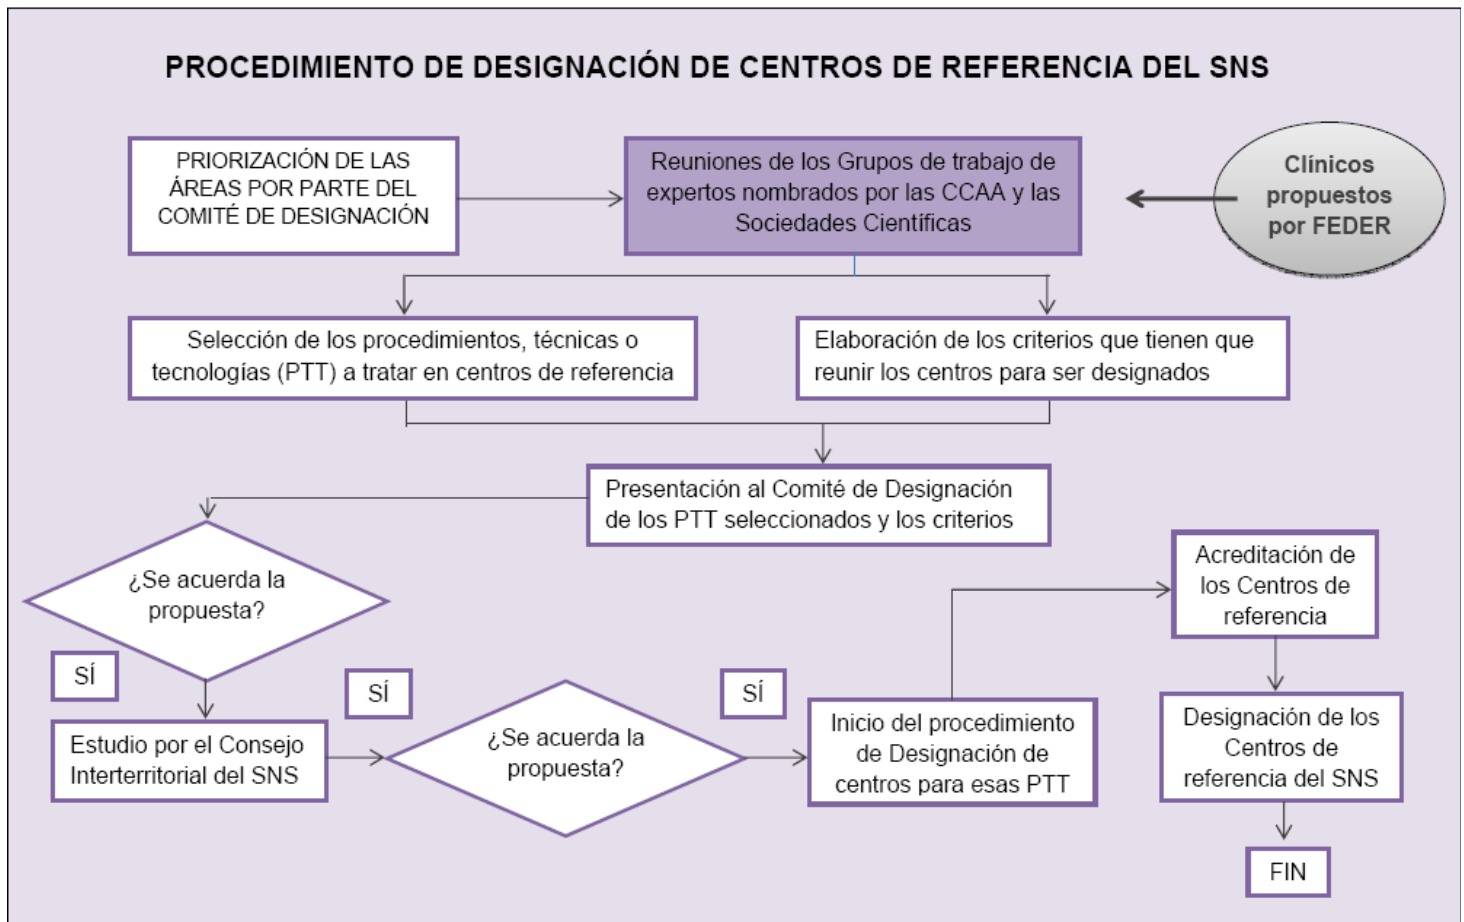 PROCEDIMIENTO DE DESIGNACIÓN DE CENTROS DE REFERENCIA DEL SNS
PRIORIZACIÓN DE LAS
ÁREAS POR PARTE DEL
COMITÉ DE DESIGNACIÓN
Reuniones de los Grupos de trabajo de
expertos nombrados por las CCAA y las
Sociedades Científicas
Clínicos
propuestos
por FEDER
Selección de los procedimientos, técnicas o
tecnologías (PTT) a tratar en centros de referencia
Elaboración de los criterios que tienen que
reunir los centros para ser designados
Presentación al Comité de Designación
de los PTT seleccionados y los criterios
¿Se acuerda la
propuesta?
SÍ
Estudio por el Consejo
Interterritorial del SNS
SÍ
¿Se acuerda la
propuesta?
SÍ
Inicio del procedimiento
de Designación de
centros para esas PTT
Acreditación de
los Centros de
referencia
Designación de los
Centros de
referencia del SNS
FIN